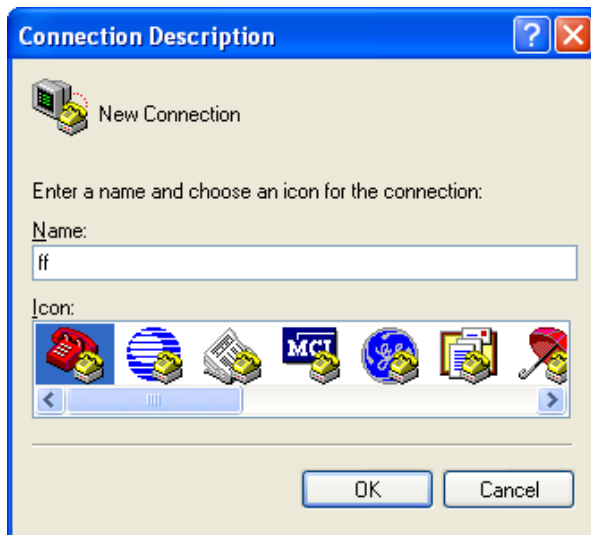 Connection Description
New Connection
Enter a name and choose an icon for the connection:
Name:
ff
Icon:
MCI
OK
Cancel